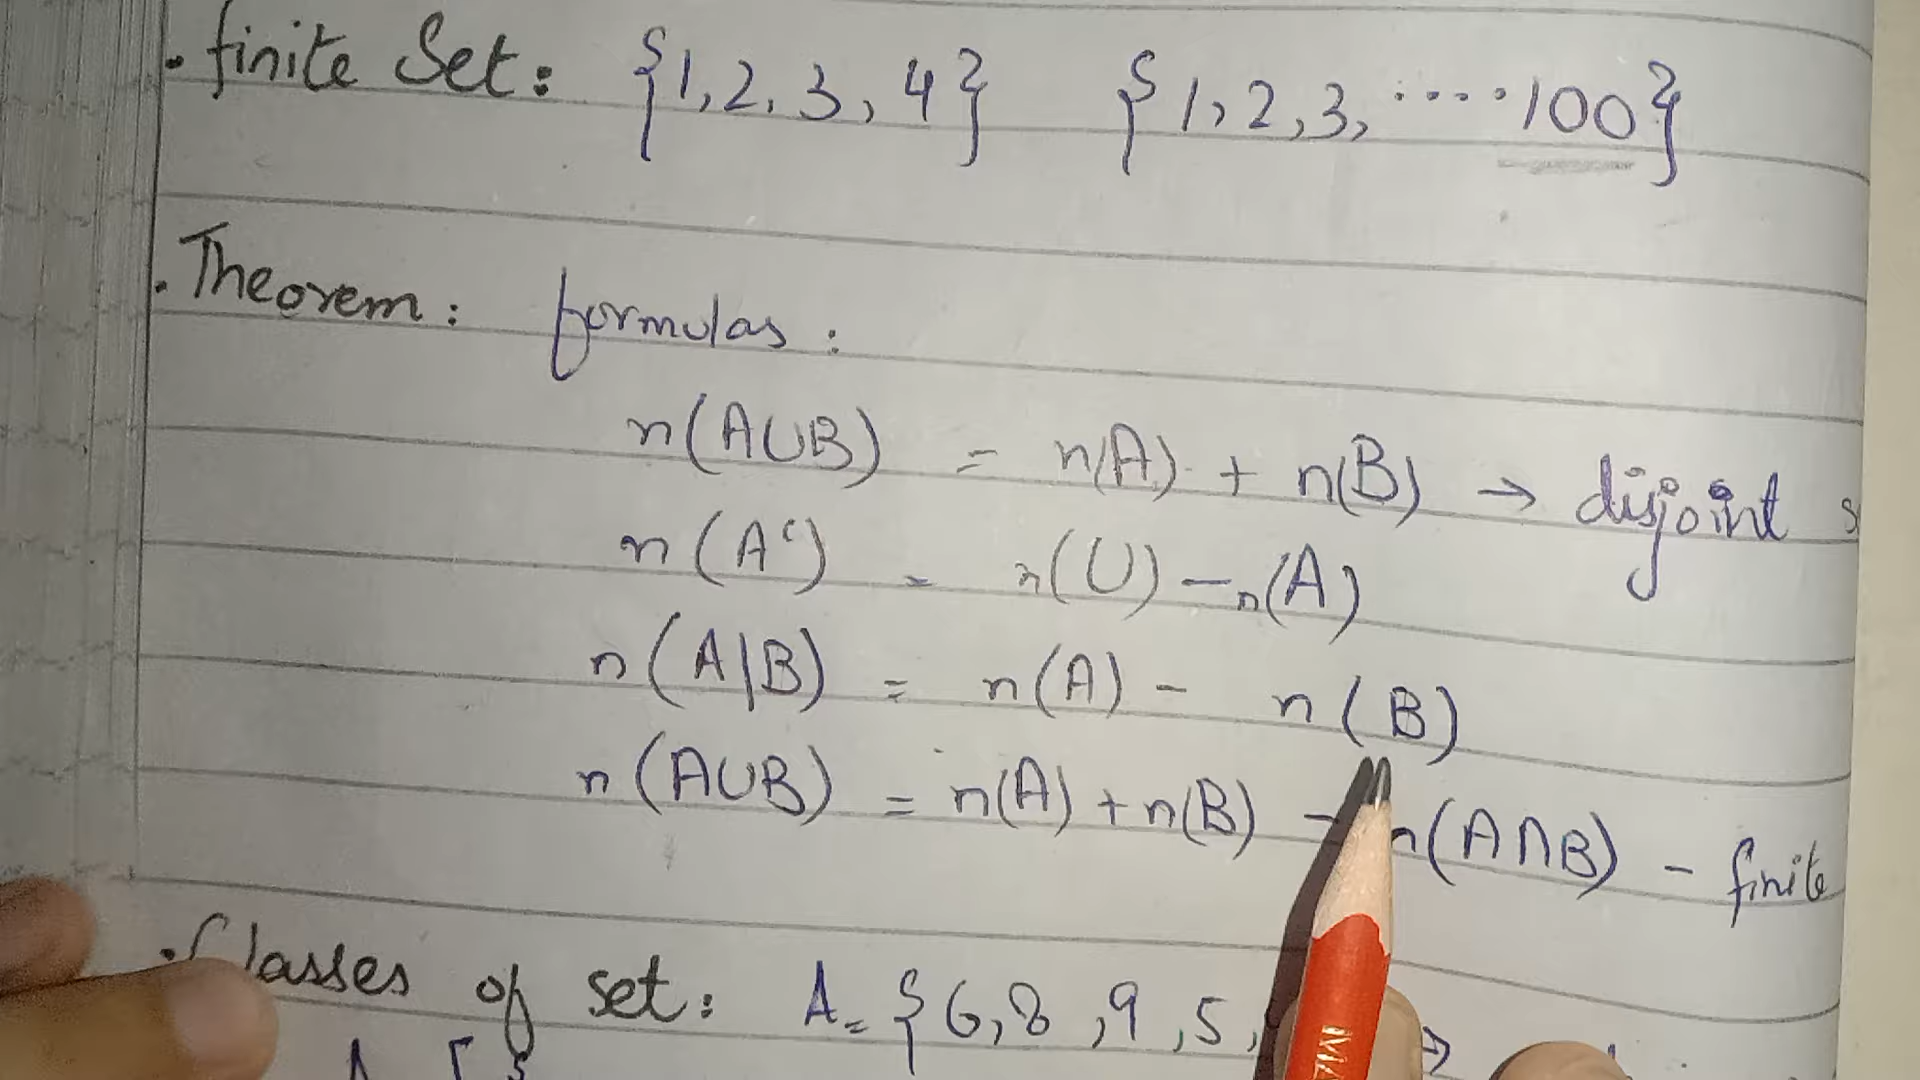 . finite Set: {1, 2, 3, 4} {1, 2, 3, ....100}
. Theorem: formulas:
n(A∪B) = n(A) + n(B) → disjoint s
n(Aᶜ) = n(U) - n(A)
n(A|B) = n(A) - n(B)
n(A∪B) = n(A) + n(B) - n(A∩B) - finite
. Classes of set: A = {6, 8, 9, 5,